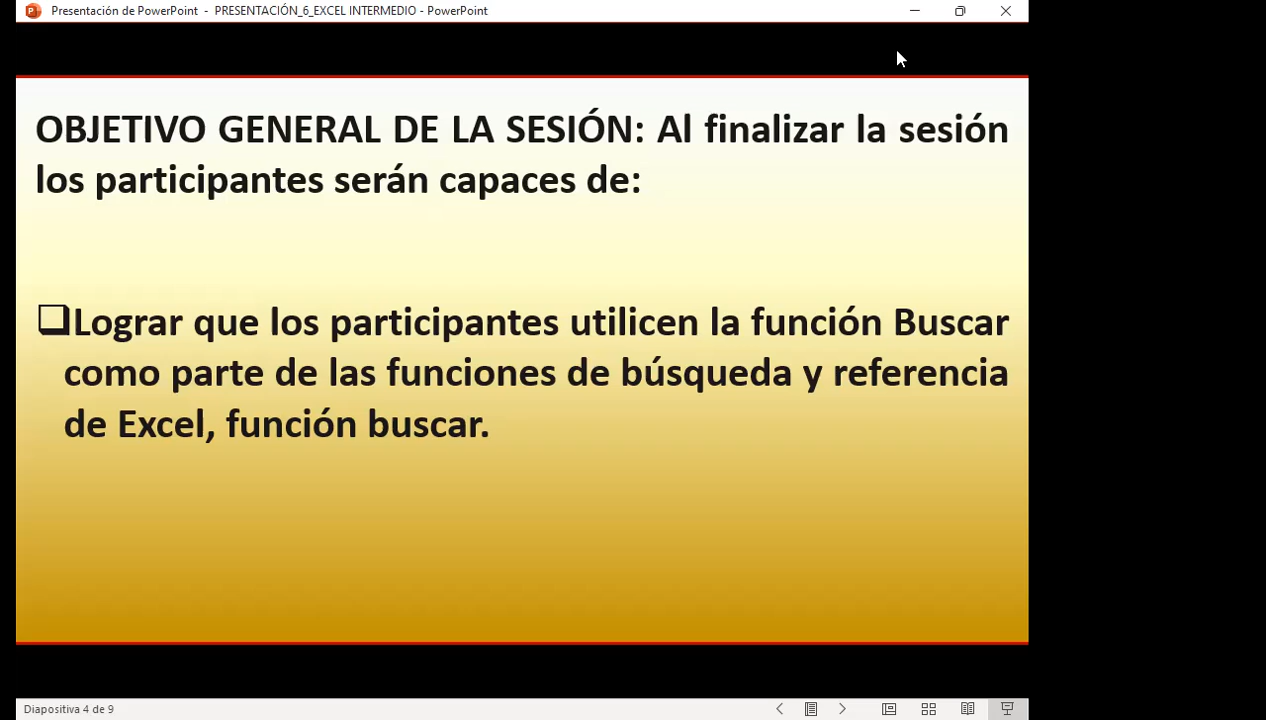 Presentación de PowerPoint - PRESENTACIÓN_6_EXCEL INTERMEDIO - PowerPoint
OBJETIVO GENERAL DE LA SESIÓN: Al finalizar la sesión
los participantes serán capaces de:
Lograr que los participantes utilicen la función Buscar
como parte de las funciones de búsqueda y referencia
de Excel, función buscar.
Diapositiva 4 de 9